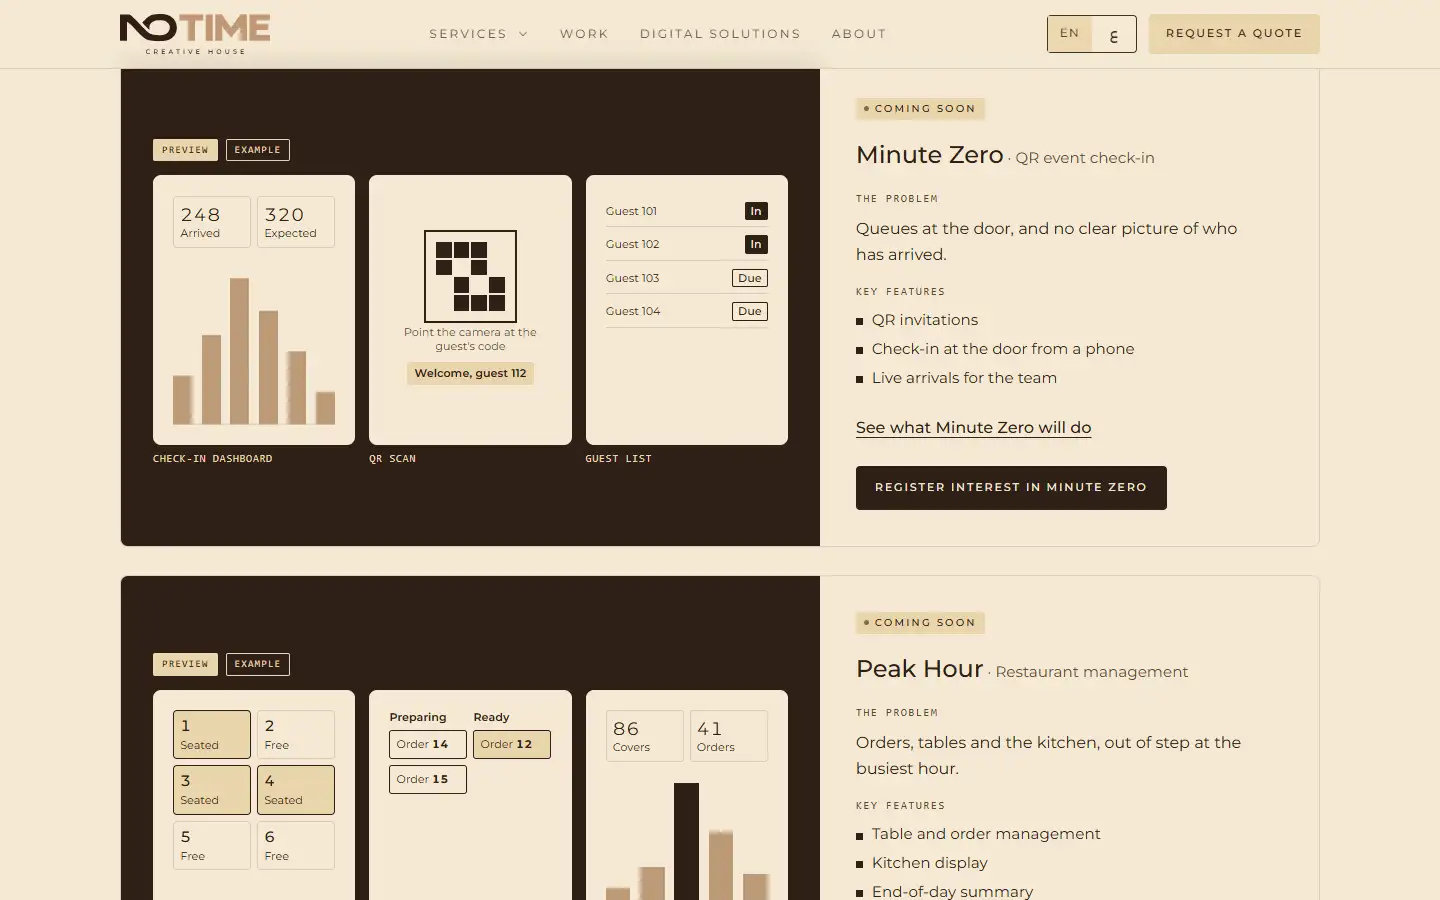 NOTIME
CREATIVE HOUSE
SERVICES
WORK
DIGITAL SOLUTIONS
ABOUT
EN
ع
REQUEST A QUOTE
PREVIEW
EXAMPLE
248
Arrived
320
Expected
Point the camera at the
guest's code
Welcome, guest 112
Guest 101 In
Guest 102 In
Guest 103 Due
Guest 104 Due
CHECK-IN DASHBOARD
QR SCAN
GUEST LIST
COMING SOON
Minute Zero · QR event check-in
THE PROBLEM
Queues at the door, and no clear picture of who
has arrived.
KEY FEATURES
QR invitations
Check-in at the door from a phone
Live arrivals for the team
See what Minute Zero will do
REGISTER INTEREST IN MINUTE ZERO
PREVIEW
EXAMPLE
1
Seated
2
Free
3
Seated
4
Seated
5
Free
6
Free
Preparing
Ready
Order 14
Order 12
Order 15
86
Covers
41
Orders
COMING SOON
Peak Hour · Restaurant management
THE PROBLEM
Orders, tables and the kitchen, out of step at the
busiest hour.
KEY FEATURES
Table and order management
Kitchen display
End-of-day summary